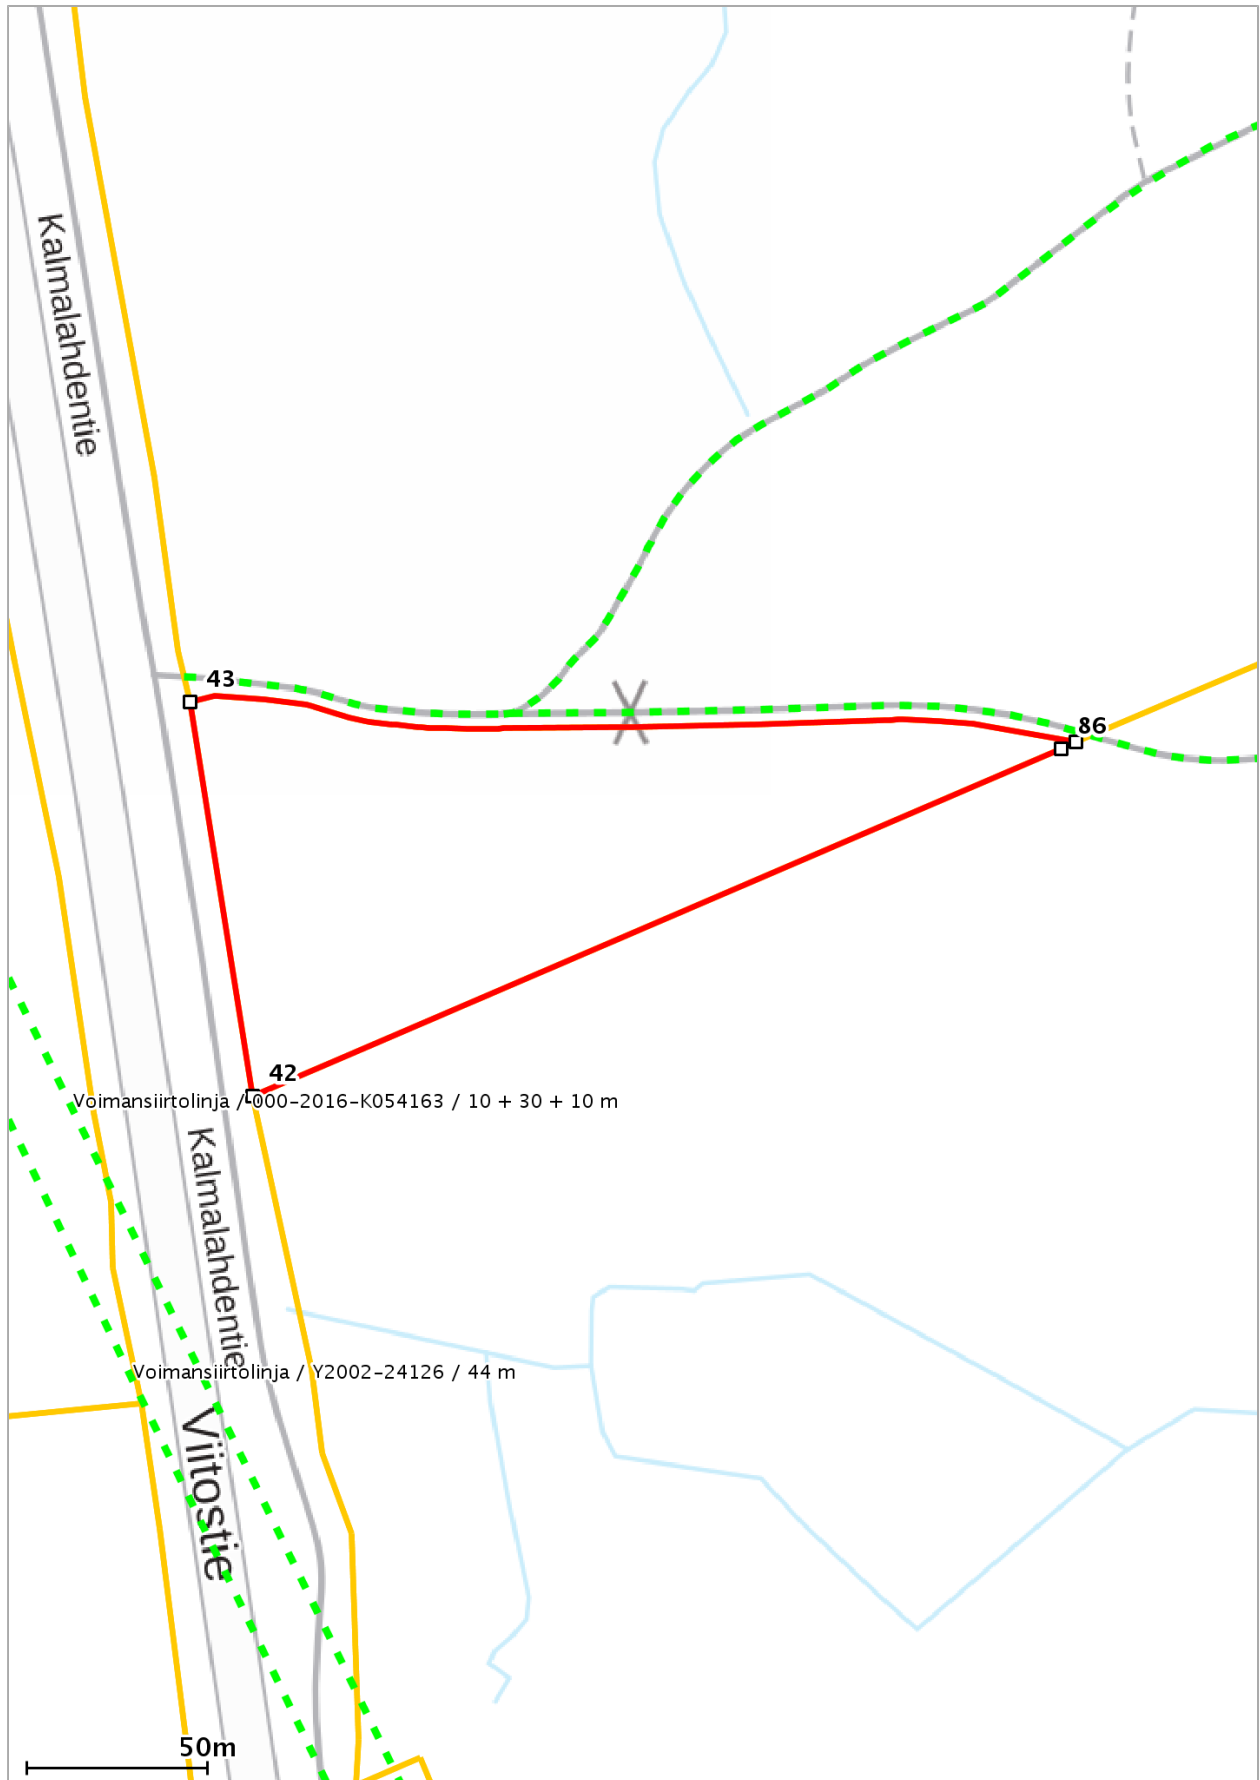 Kalmalahdentie
43
86
42
Voimansiirtolinja / 000-2016-K054163 / 10 + 30 + 10 m
Kalmalahdentie
Voimansiirtolinja / Y2002-24126 / 44 m
Viitostie
50m